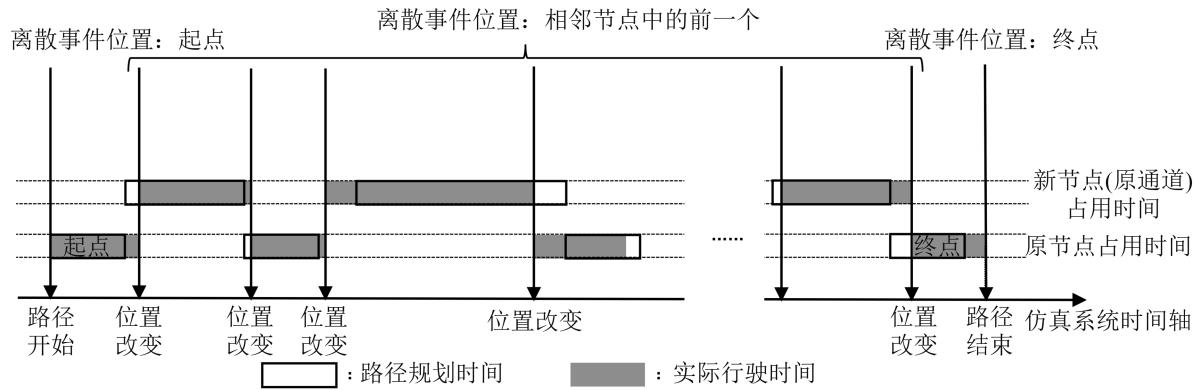 离散事件位置：相邻节点中的前一个
离散事件位置：起点
离散事件位置：终点
新节点(原通道)
占用时间
起点
......
终点
原节点占用时间
路径
开始
位置
改变
位置
改变
位置
改变
位置改变
位置
改变
路径
结束
仿真系统时间轴
：路径规划时间
：实际行驶时间